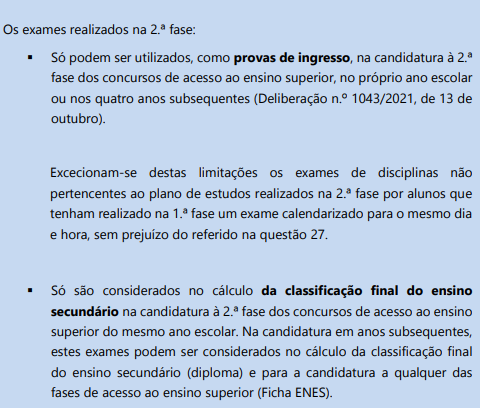 Os exames realizados na 2.ª fase:
▪ Só podem ser utilizados, como provas de ingresso, na candidatura à 2.ª
fase dos concursos de acesso ao ensino superior, no próprio ano escolar
ou nos quatro anos subsequentes (Deliberação n.º 1043/2021, de 13 de
outubro).
Excecionam-se destas limitações os exames de disciplinas não
pertencentes ao plano de estudos realizados na 2.ª fase por alunos que
tenham realizado na 1.ª fase um exame calendarizado para o mesmo dia
e hora, sem prejuízo do referido na questão 27.
▪ Só são considerados no cálculo da classificação final do ensino
secundário na candidatura à 2.ª fase dos concursos de acesso ao ensino
superior do mesmo ano escolar. Na candidatura em anos subsequentes,
estes exames podem ser considerados no cálculo da classificação final
do ensino secundário (diploma) e para a candidatura a qualquer das
fases de acesso ao ensino superior (Ficha ENES).